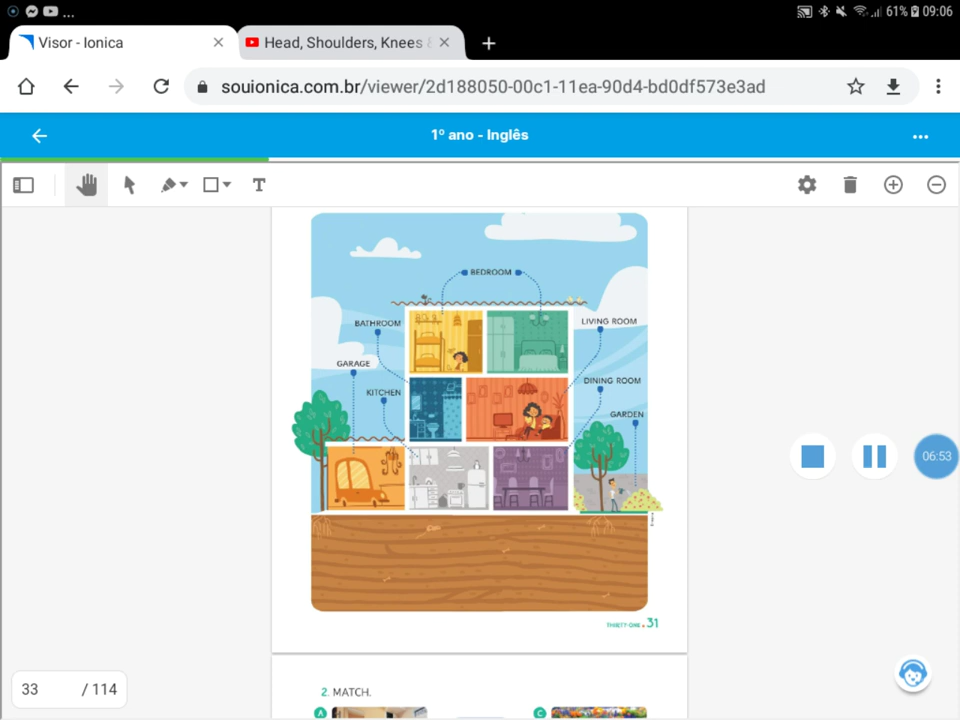 ... 61% 09:06
Visor - Ionica
Head, Shoulders, Knees &
souionica.com.br/viewer/2d188050-00c1-11ea-90d4-bd0df573e3ad
1º ano - Inglês
T
BEDROOM
BATHROOM
LIVING ROOM
GARAGE
DINING ROOM
KITCHEN
GARDEN
06:53
THIRTY-ONE • 31
33 / 114
2. MATCH.
A C